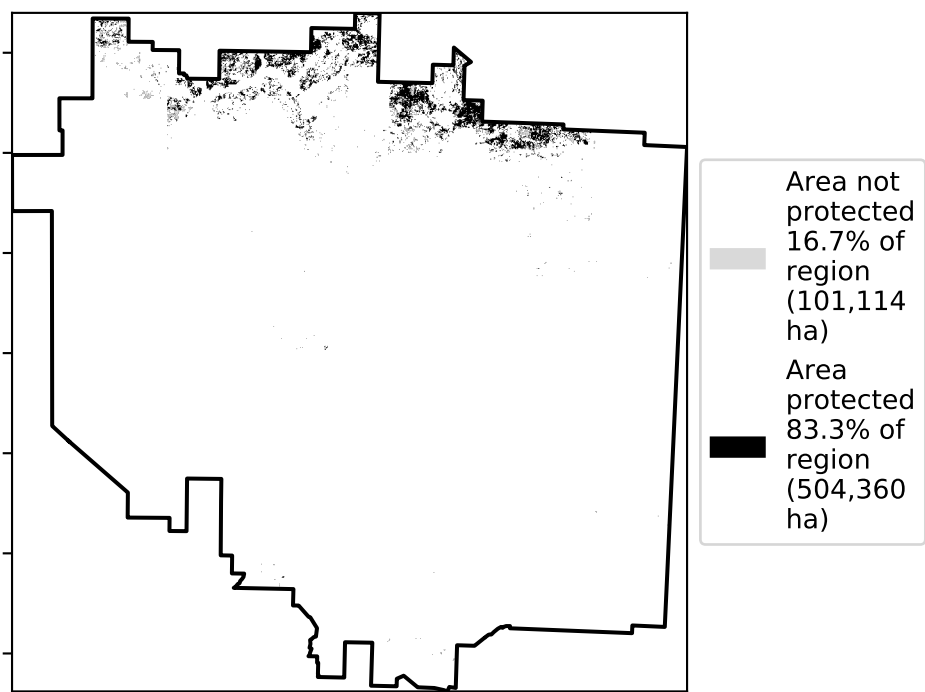 Area not
protected
16.7% of
region
(101,114
ha)
Area
protected
83.3% of
region
(504,360
ha)